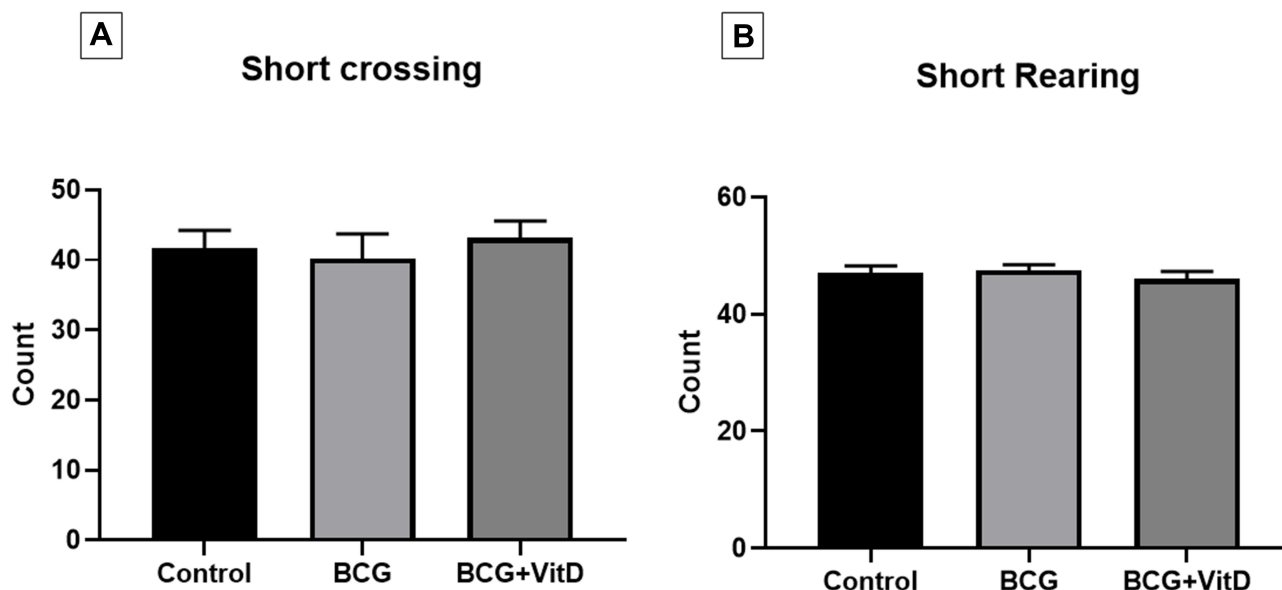 A
Short crossing
50
40
30
20
10
0
Count
Control BCG BCG+VitD
B
Short Rearing
60
40
20
0
Count
Control BCG BCG+VitD